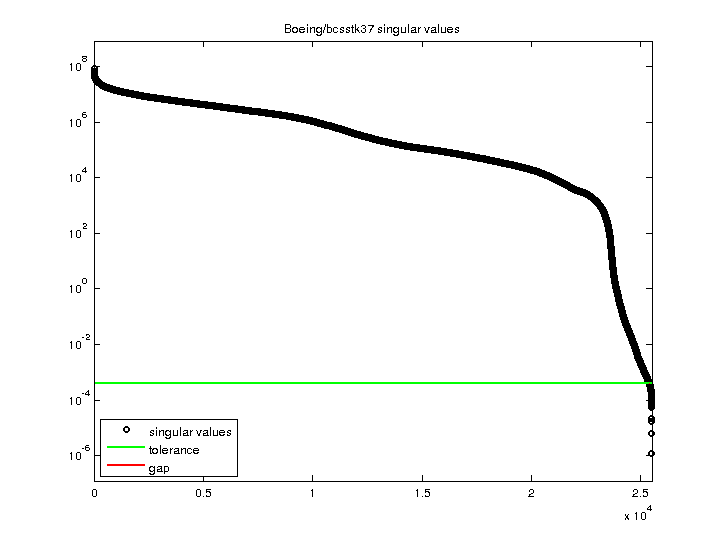 Boeing/bcsstk37 singular values
10^8
10^6
10^4
10^2
10^0
10^-2
10^-4
10^-6
singular values
tolerance
gap
0 0.5 1 1.5 2 2.5
x 10^4